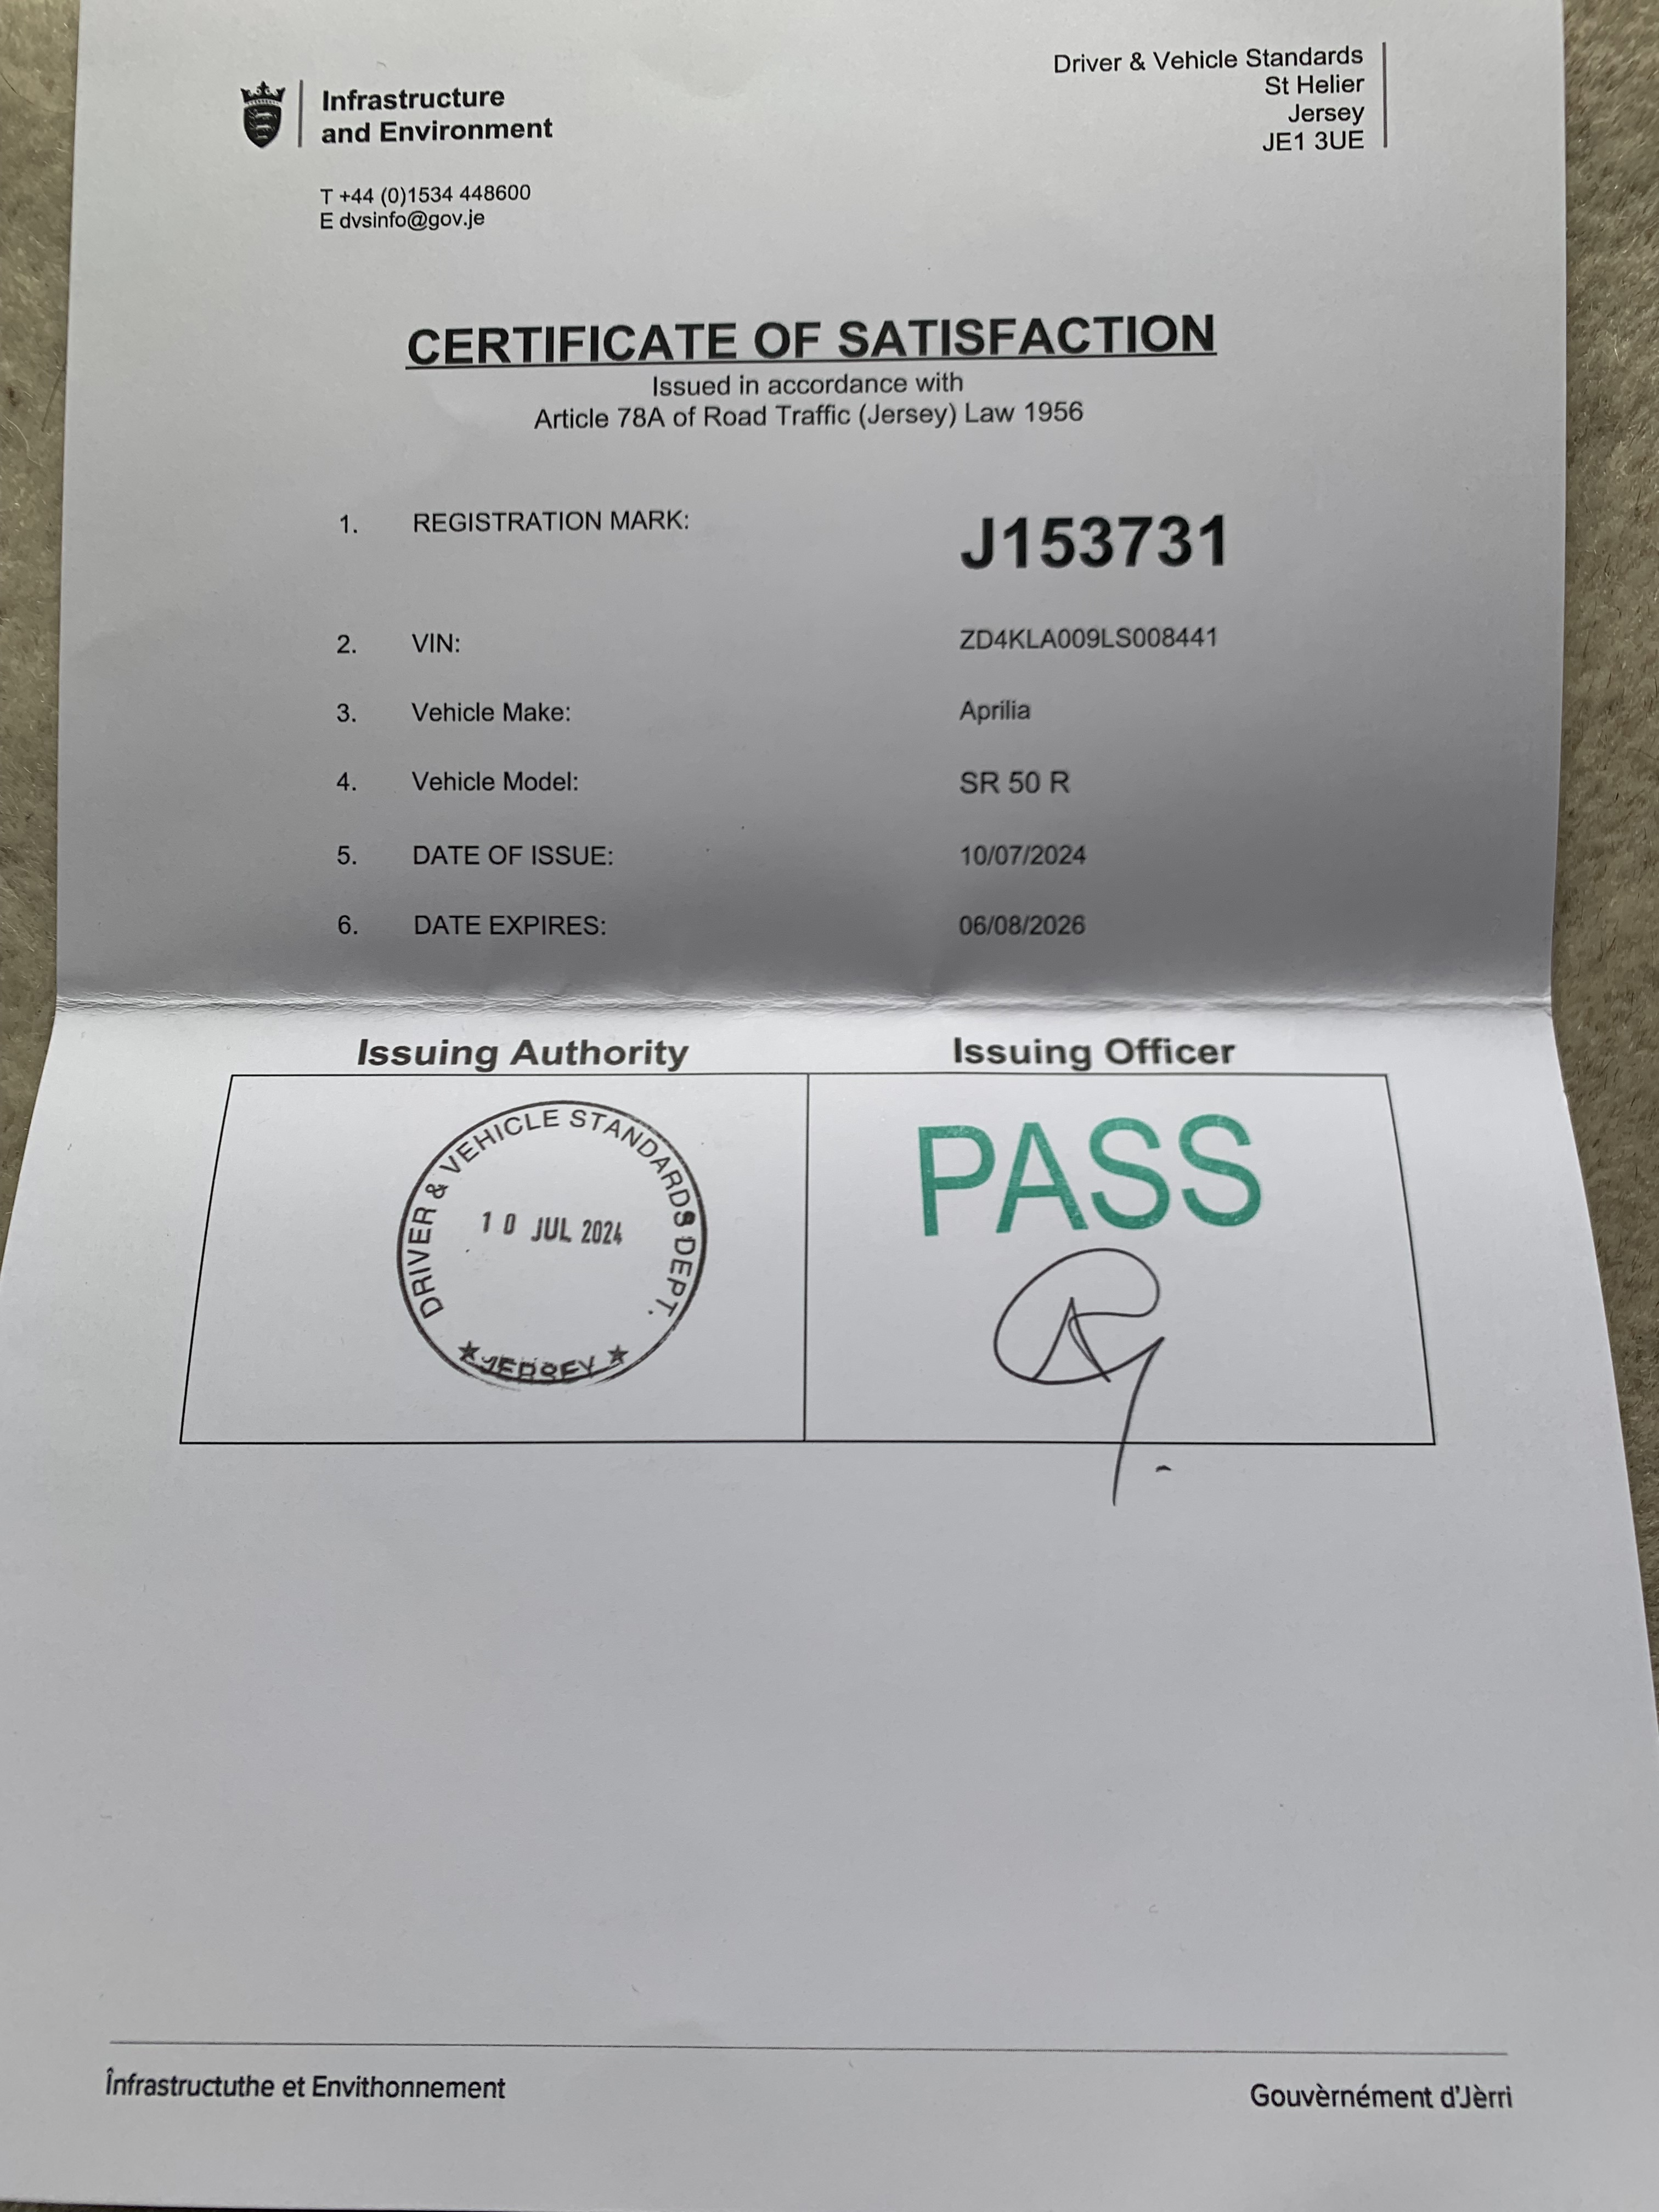 Infrastructure
and Environment
T +44 (0)1534 448600
E dvsinfo@gov.je
Driver & Vehicle Standards
St Helier
Jersey
JE1 3UE
CERTIFICATE OF SATISFACTION
Issued in accordance with
Article 78A of Road Traffic (Jersey) Law 1956
1. REGISTRATION MARK: J153731
2. VIN: ZD4KLA009LS008441
3. Vehicle Make: Aprilia
4. Vehicle Model: SR 50 R
5. DATE OF ISSUE: 10/07/2024
6. DATE EXPIRES: 06/08/2026
Issuing Authority
Issuing Officer
DRIVER & VEHICLE STANDARDS DEPT.
10 JUL 2024
★ JERSEY ★
PASS
Înfrastructuthe et Envithonnement
Gouvèrnément d'Jèrri